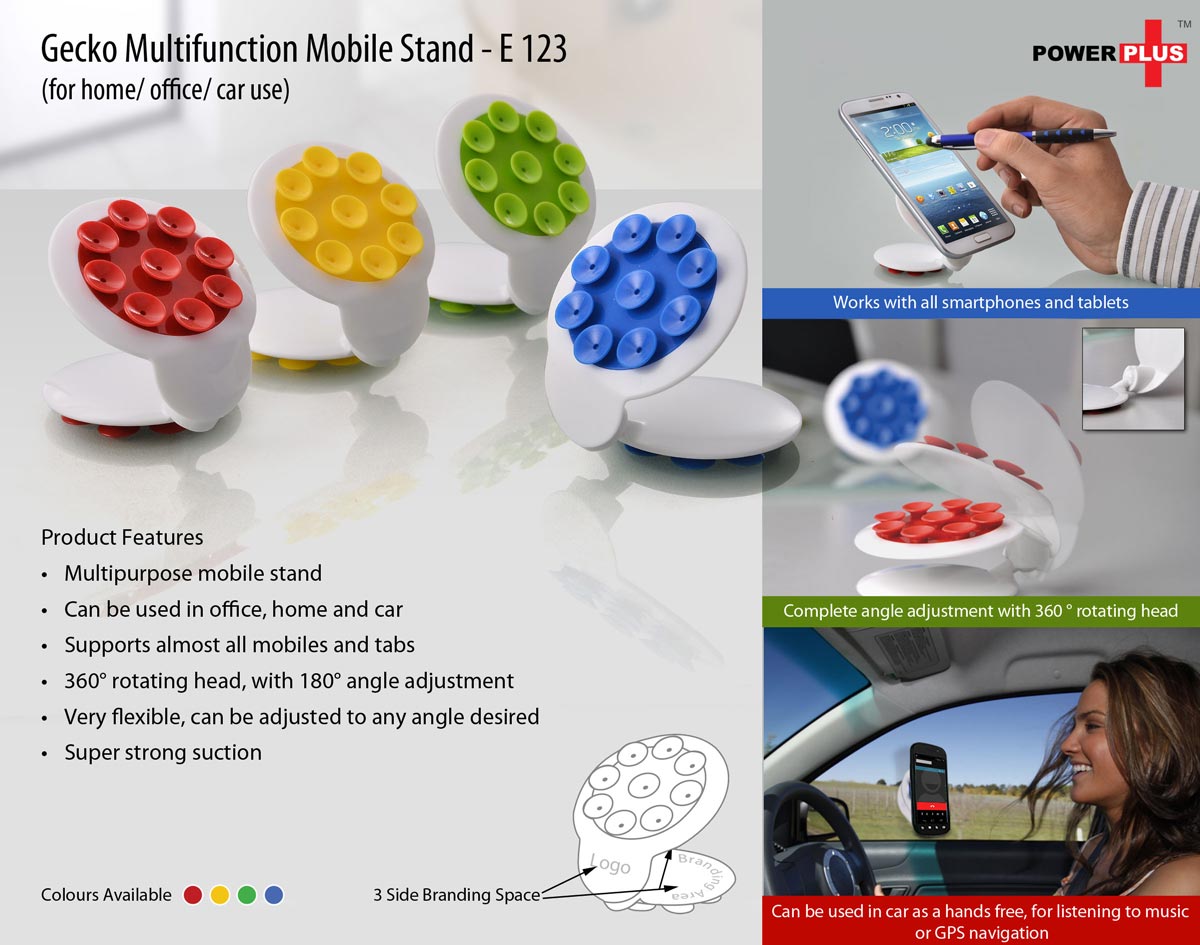 Gecko Multifunction Mobile Stand - E 123
(for home/ office/ car use)
POWER PLUS
TM
2:00
Works with all smartphones and tablets
Complete angle adjustment with 360 ° rotating head
Product Features
• Multipurpose mobile stand
• Can be used in office, home and car
• Supports almost all mobiles and tabs
• 360° rotating head, with 180° angle adjustment
• Very flexible, can be adjusted to any angle desired
• Super strong suction
Logo
Branding Area
Colours Available
3 Side Branding Space
Can be used in car as a hands free, for listening to music
or GPS navigation